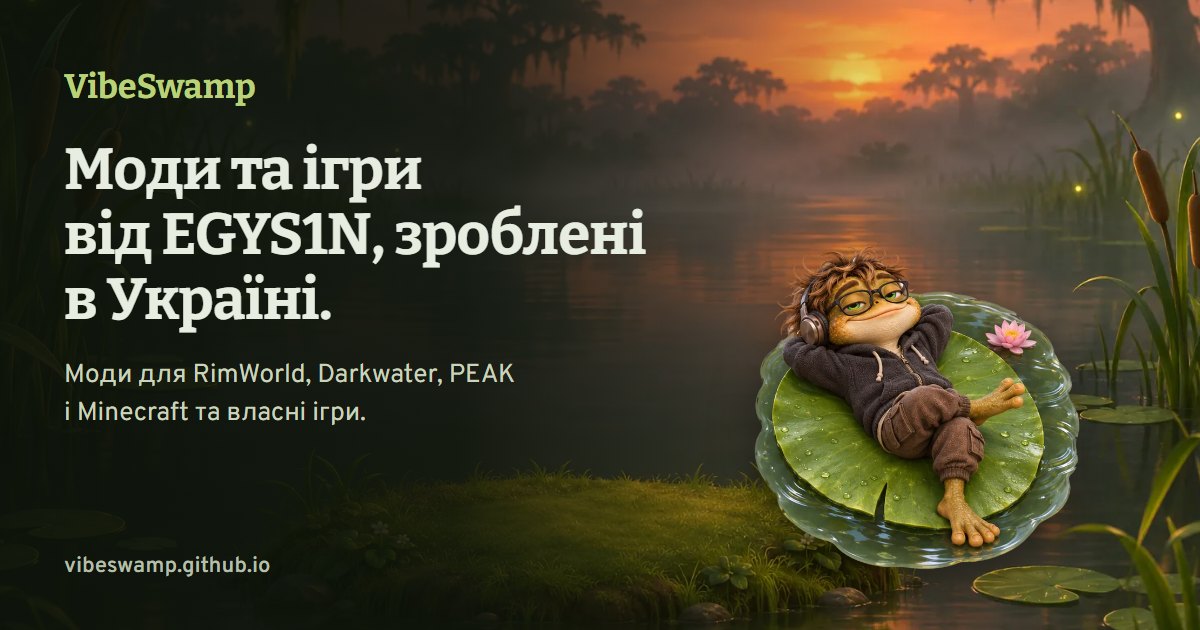 VibeSwamp
Моди та ігри
від EGYS1N, зроблені
в Україні.
Моди для RimWorld, Darkwater, PEAK
і Minecraft та власні ігри.
vibeswamp.github.io